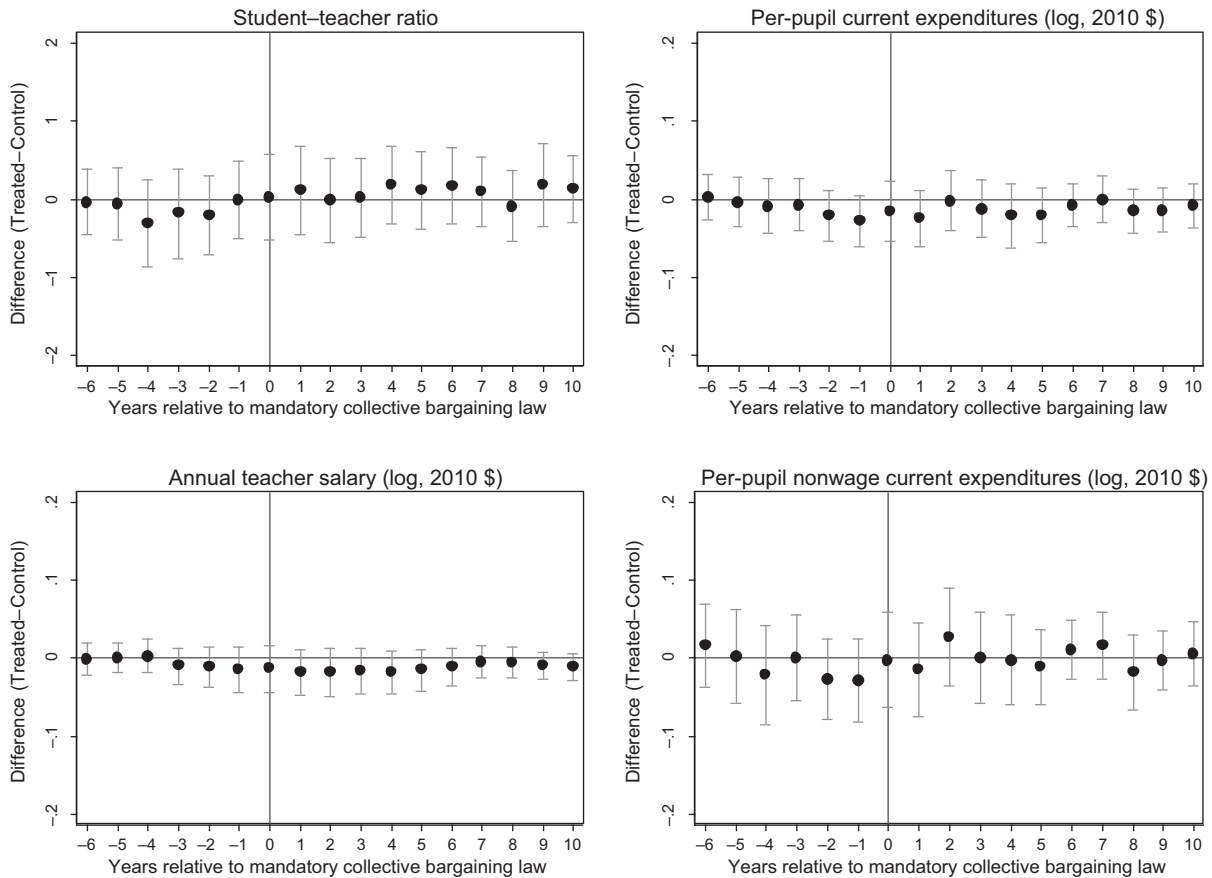 Student–teacher ratio
Difference (Treated–Control)
2
1
0
–1
–2
–6 –5 –4 –3 –2 –1 0 1 2 3 4 5 6 7 8 9 10
Years relative to mandatory collective bargaining law
Per-pupil current expenditures (log, 2010 $)
Difference (Treated–Control)
.2
.1
0
–.1
–.2
–6 –5 –4 –3 –2 –1 0 1 2 3 4 5 6 7 8 9 10
Years relative to mandatory collective bargaining law
Annual teacher salary (log, 2010 $)
Difference (Treated–Control)
.2
.1
0
–.1
–.2
–6 –5 –4 –3 –2 –1 0 1 2 3 4 5 6 7 8 9 10
Years relative to mandatory collective bargaining law
Per-pupil nonwage current expenditures (log, 2010 $)
Difference (Treated–Control)
.2
.1
0
–.1
–.2
–6 –5 –4 –3 –2 –1 0 1 2 3 4 5 6 7 8 9 10
Years relative to mandatory collective bargaining law